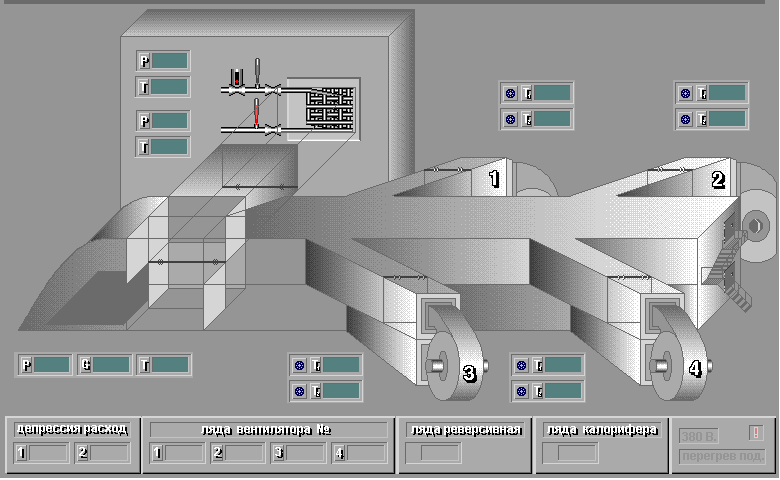 P
T
P
T
1
2
P
G
T
3
4
депрессия расход
1 2
ляда вентилятора №
1 2 3 4
ляда реверсивная
ляда калорифера
380 В. !
перегрев под.